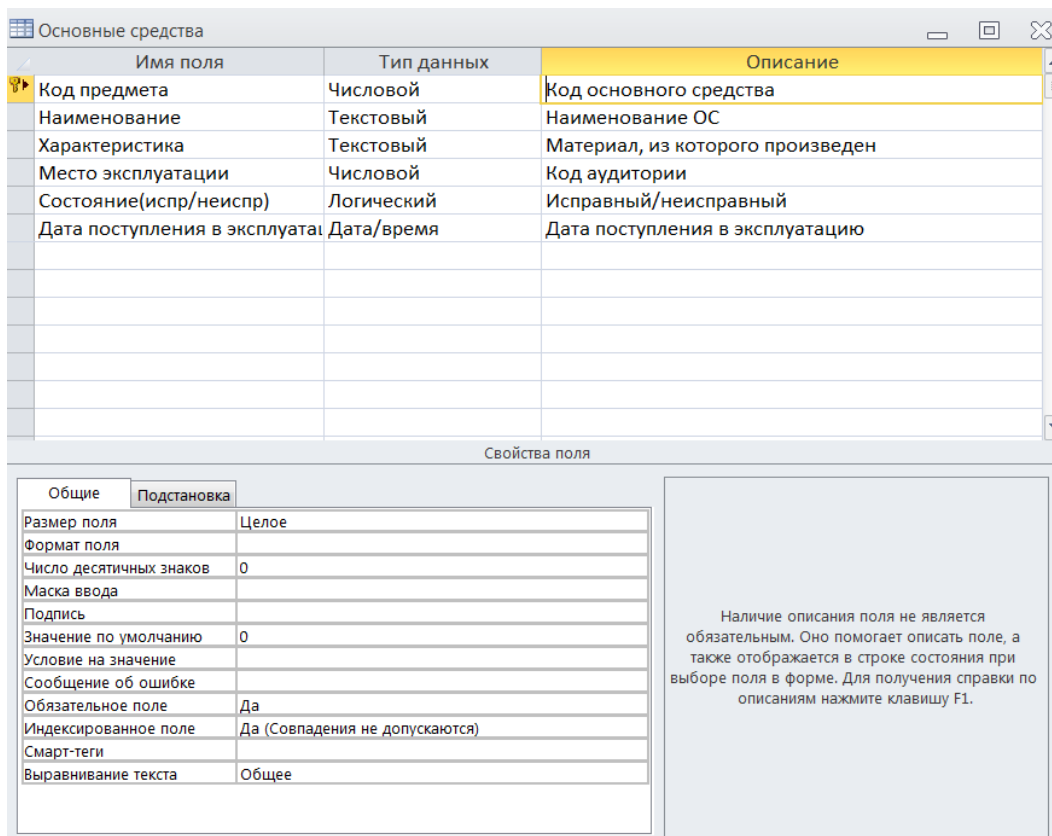 Основные средства
Имя поля Тип данных Описание
Код предмета Числовой Код основного средства
Наименование Текстовый Наименование ОС
Характеристика Текстовый Материал, из которого произведен
Место эксплуатации Числовой Код аудитории
Состояние(испр/неиспр) Логический Исправный/неисправный
Дата поступления в эксплуатац Дата/время Дата поступления в эксплуатацию
Свойства поля
Общие Подстановка
Размер поля Целое
Формат поля
Число десятичных знаков 0
Маска ввода
Подпись
Значение по умолчанию 0
Условие на значение
Сообщение об ошибке
Обязательное поле Да
Индексированное поле Да (Совпадения не допускаются)
Смарт-теги
Выравнивание текста Общее
Наличие описания поля не является
обязательным. Оно помогает описать поле, а
также отображается в строке состояния при
выборе поля в форме. Для получения справки по
описаниям нажмите клавишу F1.